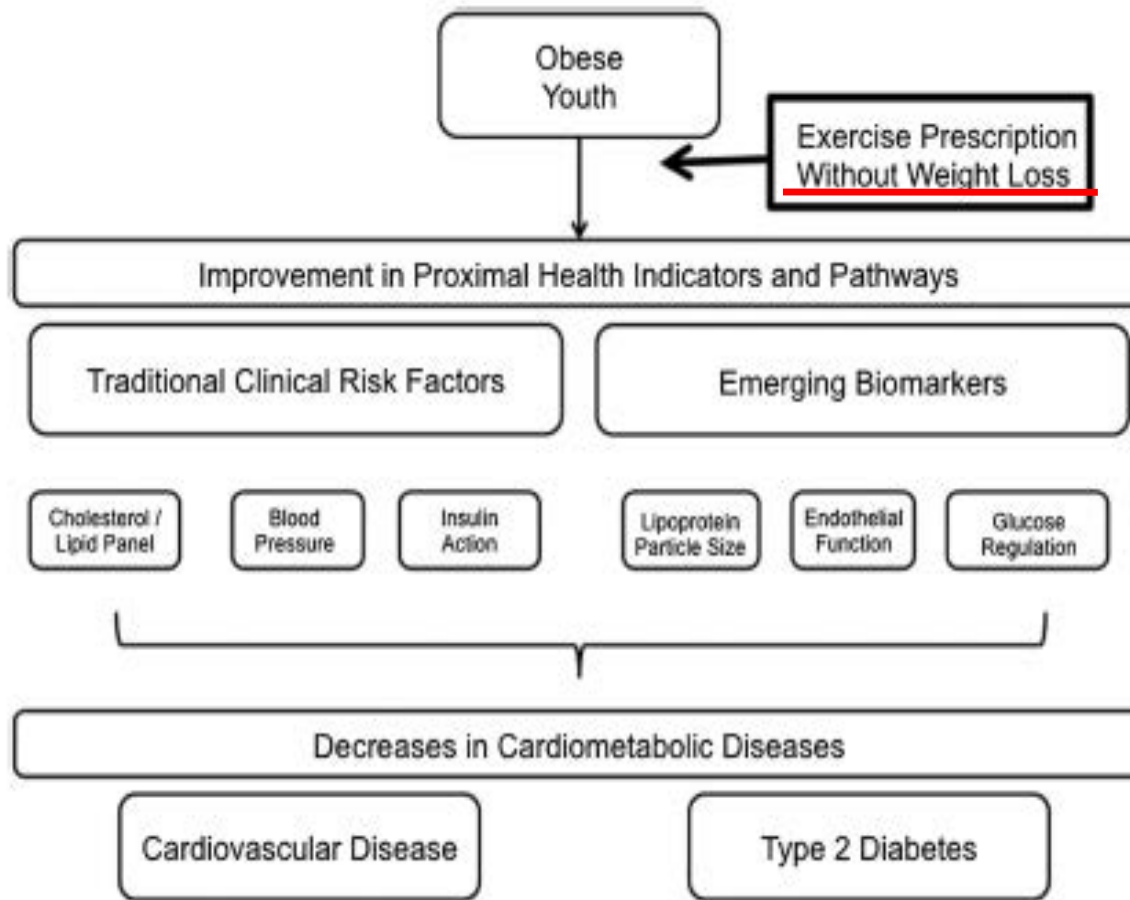 Obese
Youth
Exercise Prescription
Without Weight Loss
Improvement in Proximal Health Indicators and Pathways
Traditional Clinical Risk Factors
Emerging Biomarkers
Cholesterol /
Lipid Panel
Blood
Pressure
Insulin
Action
Lipoprotein
Particle Size
Endothelial
Function
Glucose
Regulation
Decreases in Cardiometabolic Diseases
Cardiovascular Disease
Type 2 Diabetes